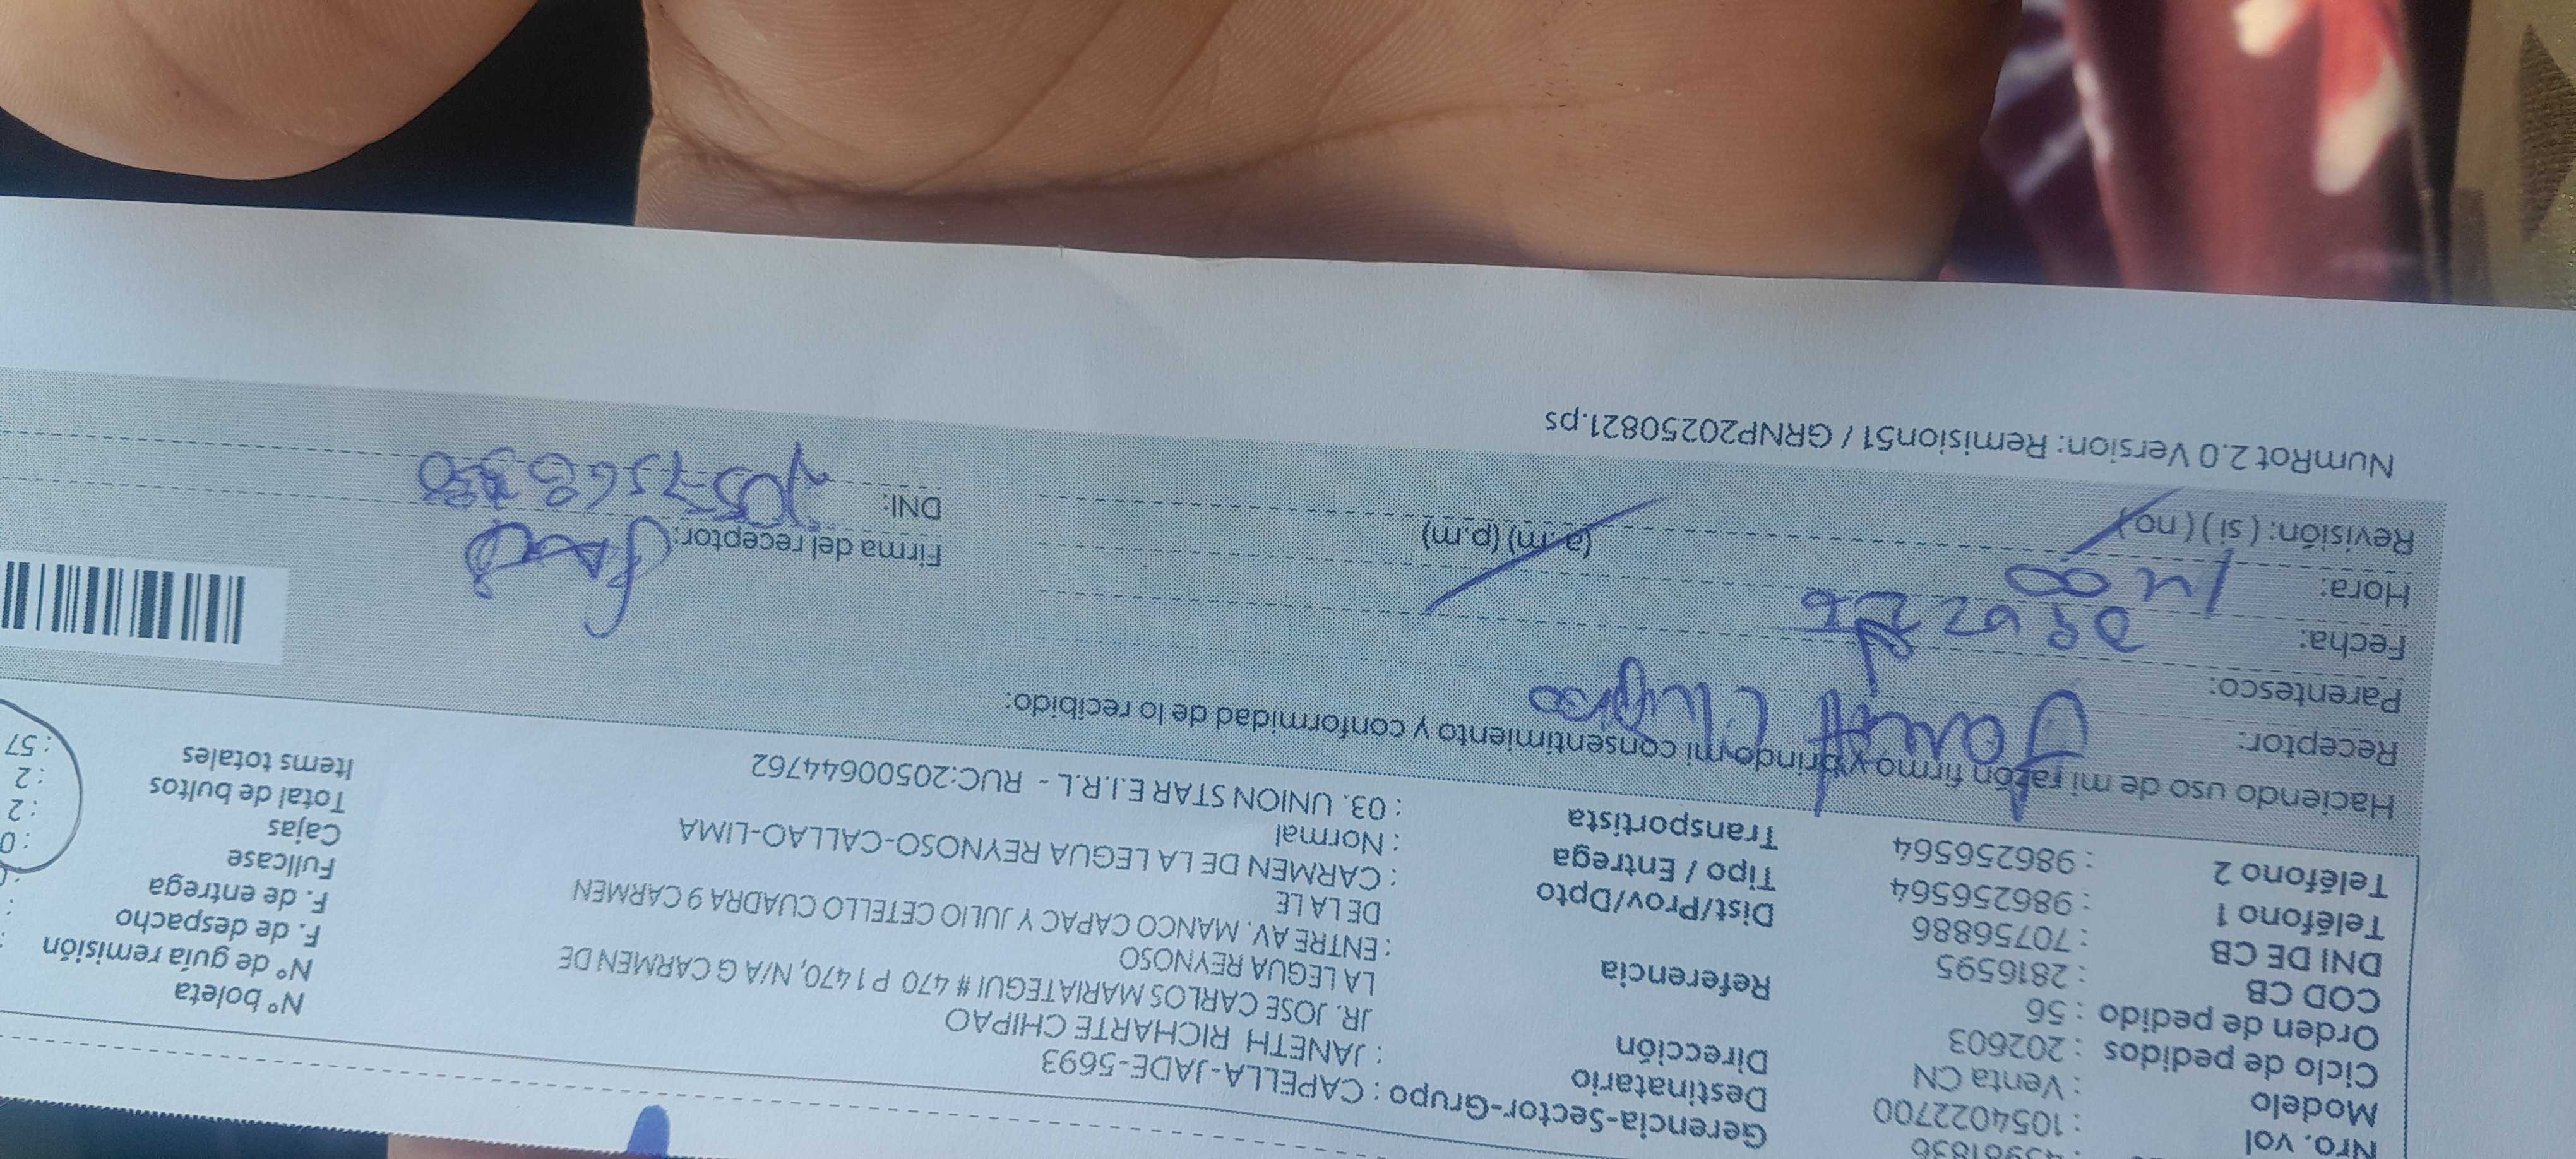 Nro. vol : 1054022700
Modelo : Venta CN
Ciclo de pedidos : 202603
Orden de pedido : 56
COD CB : 2816595
DNI DE CB : 70756886
Teléfono 1 : 986256564
Teléfono 2 : 986256564
Gerencia-Sector-Grupo : CAPELLA-JADE-5693
Destinatario : JANETH RICHARTE CHIPAO
Dirección JR. JOSE CARLOS MARIATEGUI # 470 P1 470, N/A G CARMEN DE
LA LEGUA REYNOSO
Referencia : ENTRE AV. MANCO CAPAC Y JULIO CETELLO CUADRA 9 CARMEN
DE LA LE
Dist/Prov/Dpto : CARMEN DE LA LEGUA REYNOSO-CALLAO-LIMA
Tipo / Entrega : Normal
Transportista : 03. UNION STAR E.I.R.L - RUC:20500644762
N° boleta
N° de guía remisión
F. de despacho
F. de entrega
Fullcase : 0
Cajas : 2
Total de bultos : 2
Items totales : 57
Haciendo uso de mi razón firmo y brindo mi consentimiento y conformidad de lo recibido:
Receptor:
Parentesco:
Fecha:
Hora: (a.m) (p.m)
Revisión: (si) (no)
Firma del receptor:
DNI:
NumRot 2.0 Version: Remision51 / GRNP20250821.ps